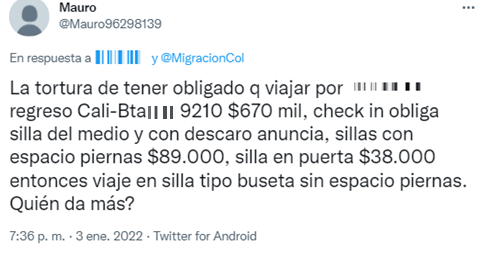 Mauro
@Mauro96298139
En respuesta a y @MigracionCol
La tortura de tener obligado q viajar por
regreso Cali-Bta 9210 $670 mil, check in obliga
silla del medio y con descaro anuncia, sillas con
espacio piernas $89.000, silla en puerta $38.000
entonces viaje en silla tipo buseta sin espacio piernas.
Quién da más?
7:36 p. m. · 3 ene. 2022 · Twitter for Android